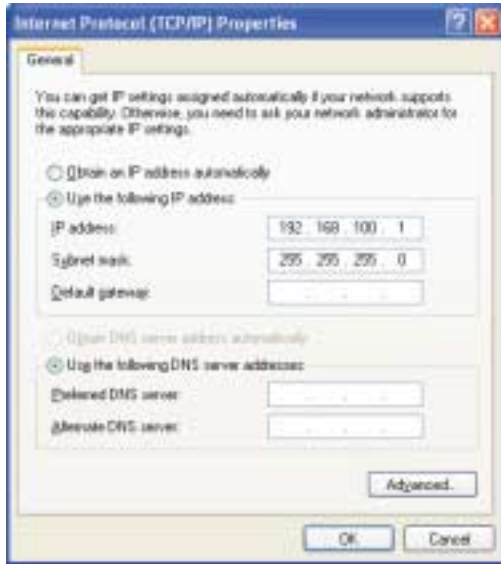 Internet Protocol (TCP/IP) Properties
General
You can get IP settings assigned automatically if your network supports
this capability. Otherwise, you need to ask your network administrator for
the appropriate IP settings.
Obtain an IP address automatically
Use the following IP address:
IP address: 192 . 168 . 100 . 1
Subnet mask: 255 . 255 . 255 . 0
Default gateway: . . .
Obtain DNS server address automatically
Use the following DNS server addresses:
Preferred DNS server: . . .
Alternate DNS server: . . .
Advanced...
OK Cancel